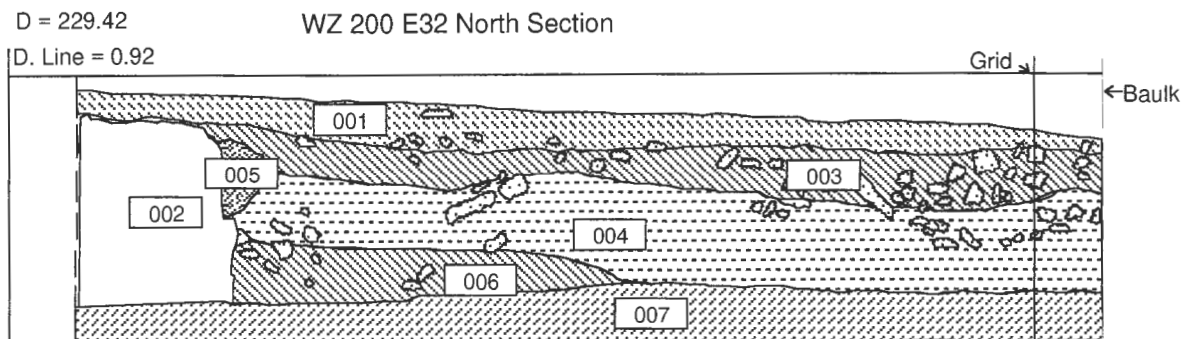 D = 229.42
WZ 200 E32 North Section
D. Line = 0.92
Grid
Baulk
001
005
003
002
004
006
007